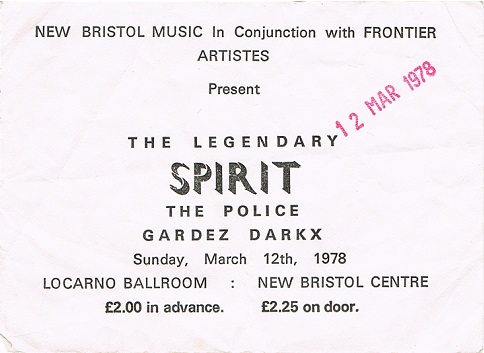 NEW BRISTOL MUSIC In Conjunction with FRONTIER
ARTISTES
Present
12 MAR 1978
THE LEGENDARY
SPIRIT
THE POLICE
GARDEZ DARKX
Sunday, March 12th, 1978
LOCARNO BALLROOM : NEW BRISTOL CENTRE
£2.00 in advance. £2.25 on door.